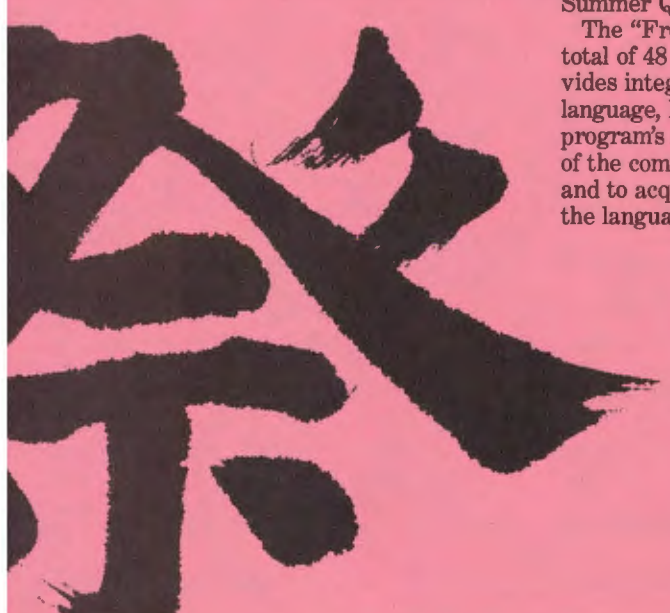 祭
Summer Q
The “Fr
total of 48
vides integ
language,
program's
of the com
and to acq
the langua